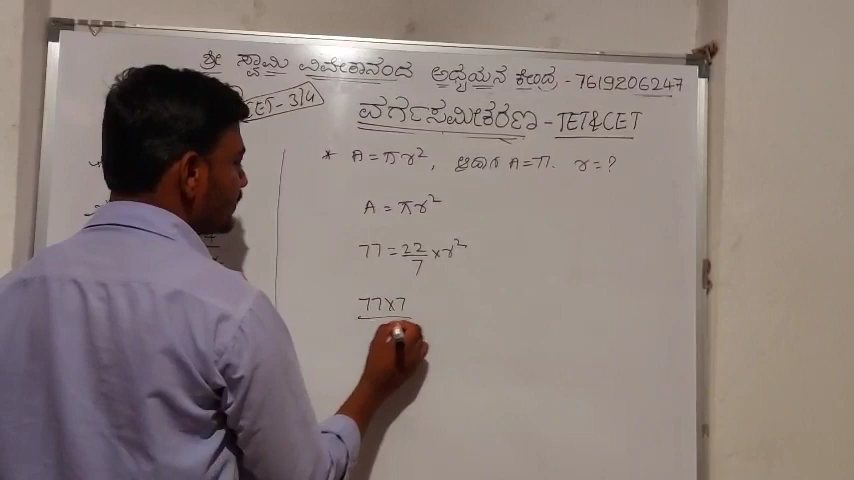 ಶ್ರೀ ಸ್ವಾಮಿ ವಿವೇಕಾನಂದ ಅಧ್ಯಯನ ಕೇಂದ್ರ - 7619206247
CET - 3/4
ವರ್ಗಸಮೀಕರಣ - TET&CET
* A = πr², ಆದಾಗ A = 77. r = ?
A = πr²
77 = 22/7 × r²
77×7